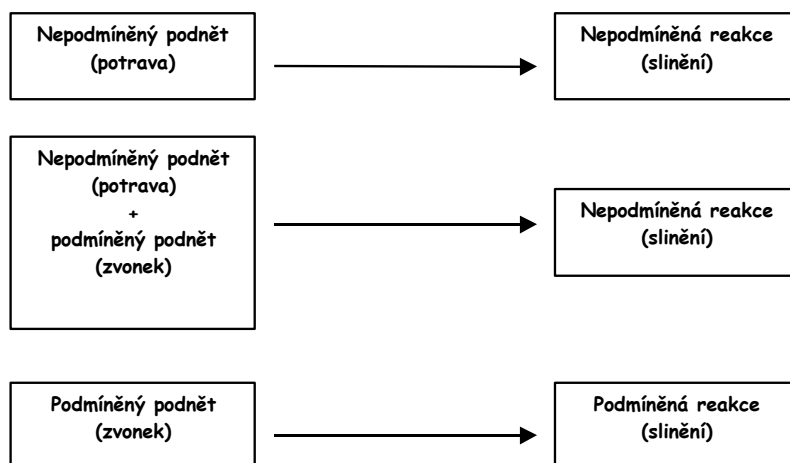 Nepodmíněný podnět
(potrava)
Nepodmíněná reakce
(slinění)
Nepodmíněný podnět
(potrava)
+
podmíněný podnět
(zvonek)
Nepodmíněná reakce
(slinění)
Podmíněný podnět
(zvonek)
Podmíněná reakce
(slinění)